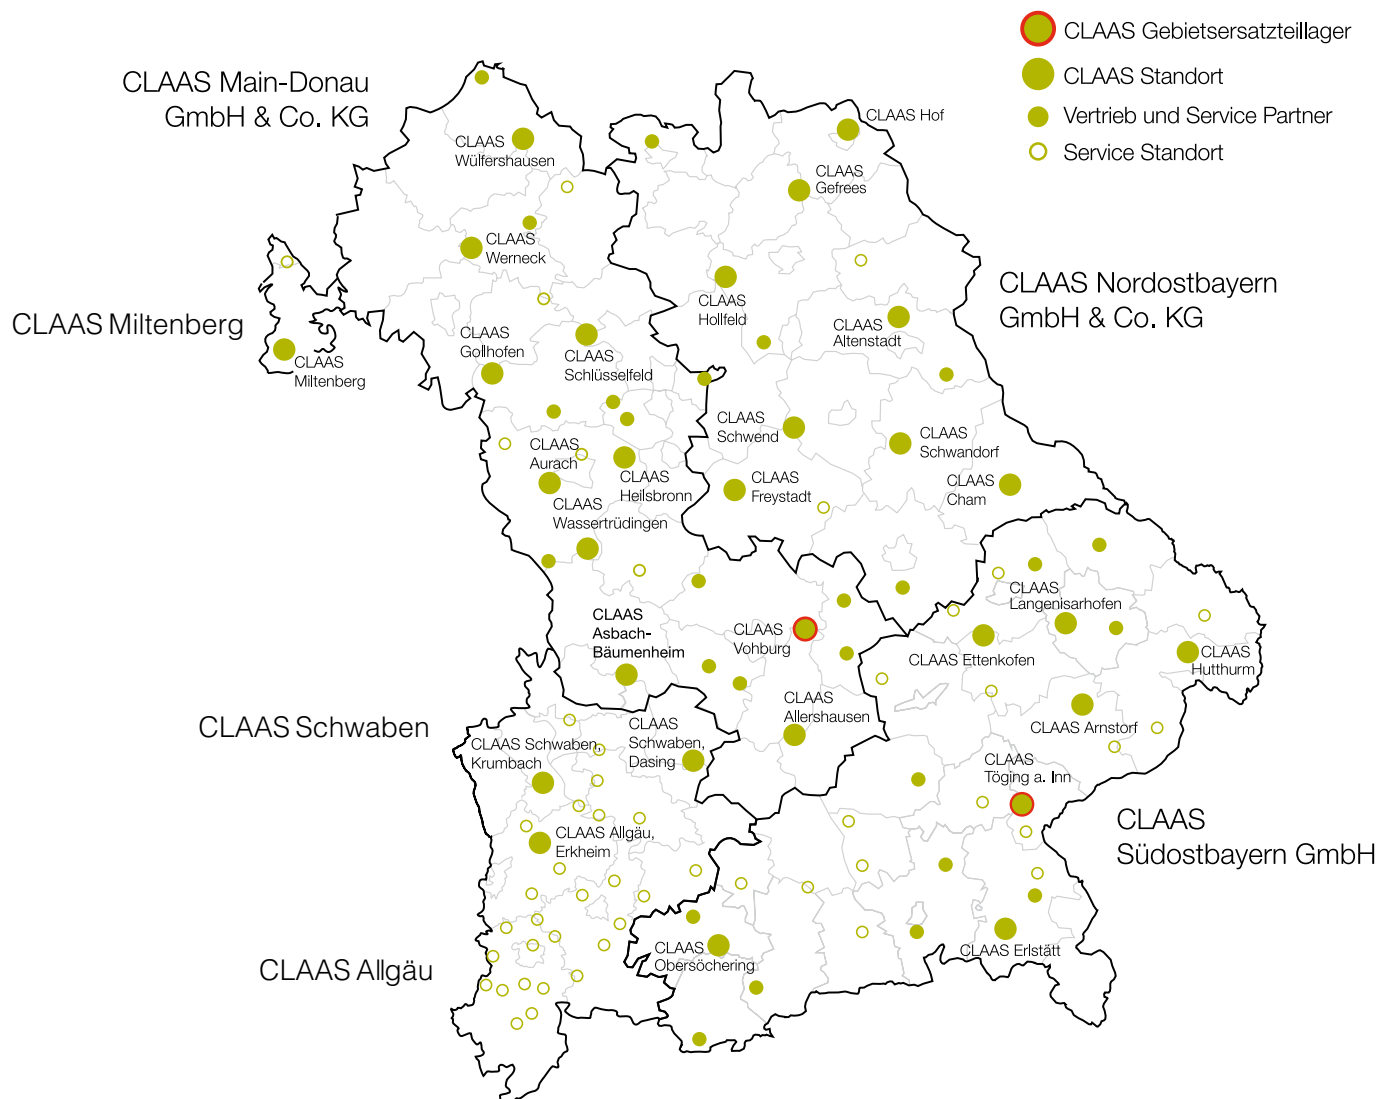 CLAAS Gebietsersatzteillager
CLAAS Standort
Vertrieb und Service Partner
Service Standort
CLAAS Main-Donau
GmbH & Co. KG
CLAAS Hof
CLAAS
Wülfershausen
CLAAS
Gefrees
CLAAS
Werneck
CLAAS Nordostbayern
GmbH & Co. KG
CLAAS
Hollfeld
CLAAS Miltenberg
CLAAS
Gollhofen
CLAAS
Altenstadt
CLAAS
Schlüsselfeld
CLAAS
Miltenberg
CLAAS
Schwend
CLAAS
Schwandorf
CLAAS
Aurach
CLAAS
Heilsbronn
CLAAS
Freystadt
CLAAS
Cham
CLAAS
Wassertrüdingen
CLAAS
Langenisarhofen
CLAAS
Asbach-
Bäumenheim
CLAAS
Vohburg
CLAAS Ettenkofen
CLAAS
Hutthurm
CLAAS Schwaben
CLAAS
Allershausen
CLAAS Arnstorf
CLAAS Schwaben,
Krumbach
CLAAS
Schwaben,
Dasing
CLAAS
Töging a. Inn
CLAAS
Südostbayern GmbH
CLAAS Allgäu,
Erkheim
CLAAS Allgäu
CLAAS
Obersöchering
CLAAS Erlstätt